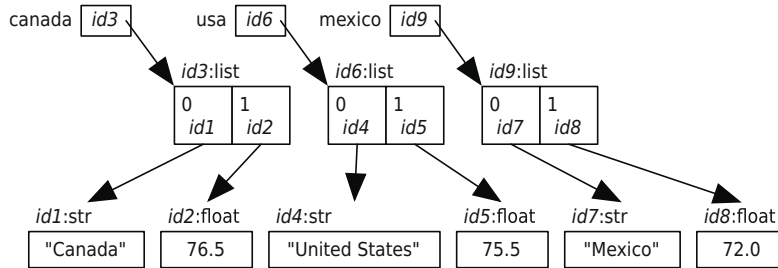 canada id3 usa id6 mexico id9
id3:list id6:list id9:list
0 1 0 1 0 1
id1 id2 id4 id5 id7 id8
id1:str id2:float id4:str id5:float id7:str id8:float
"Canada" 76.5 "United States" 75.5 "Mexico" 72.0